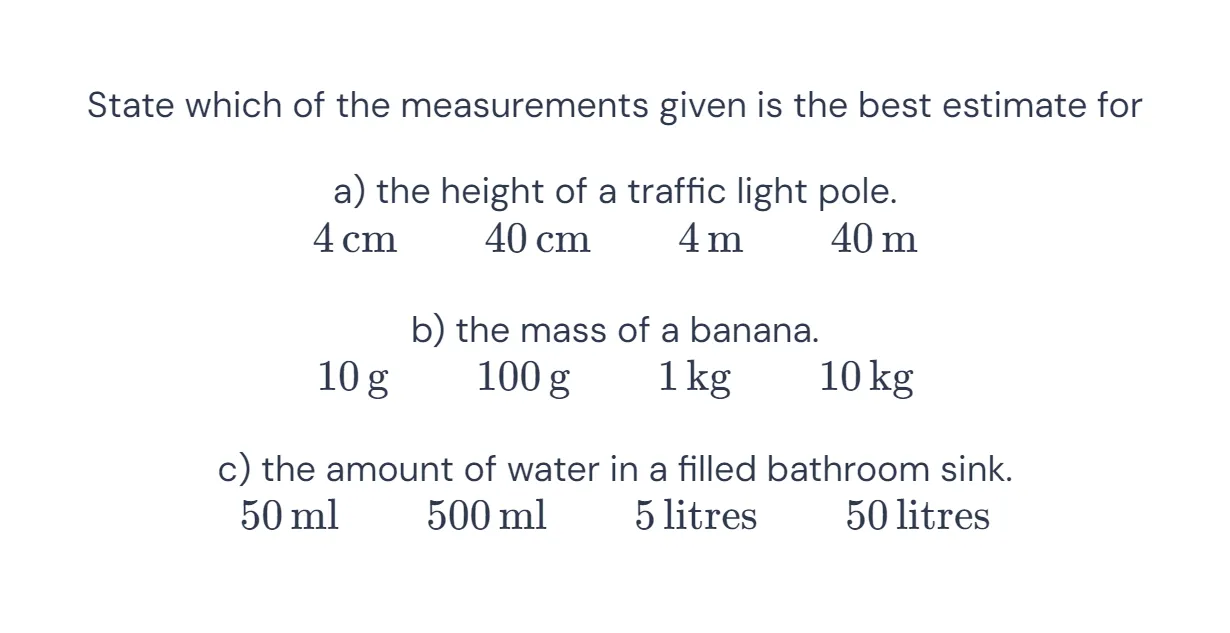 State which of the measurements given is the best estimate for
a) the height of a traffic light pole.
4 cm 40 cm 4 m 40 m
b) the mass of a banana.
10 g 100 g 1 kg 10 kg
c) the amount of water in a filled bathroom sink.
50 ml 500 ml 5 litres 50 litres